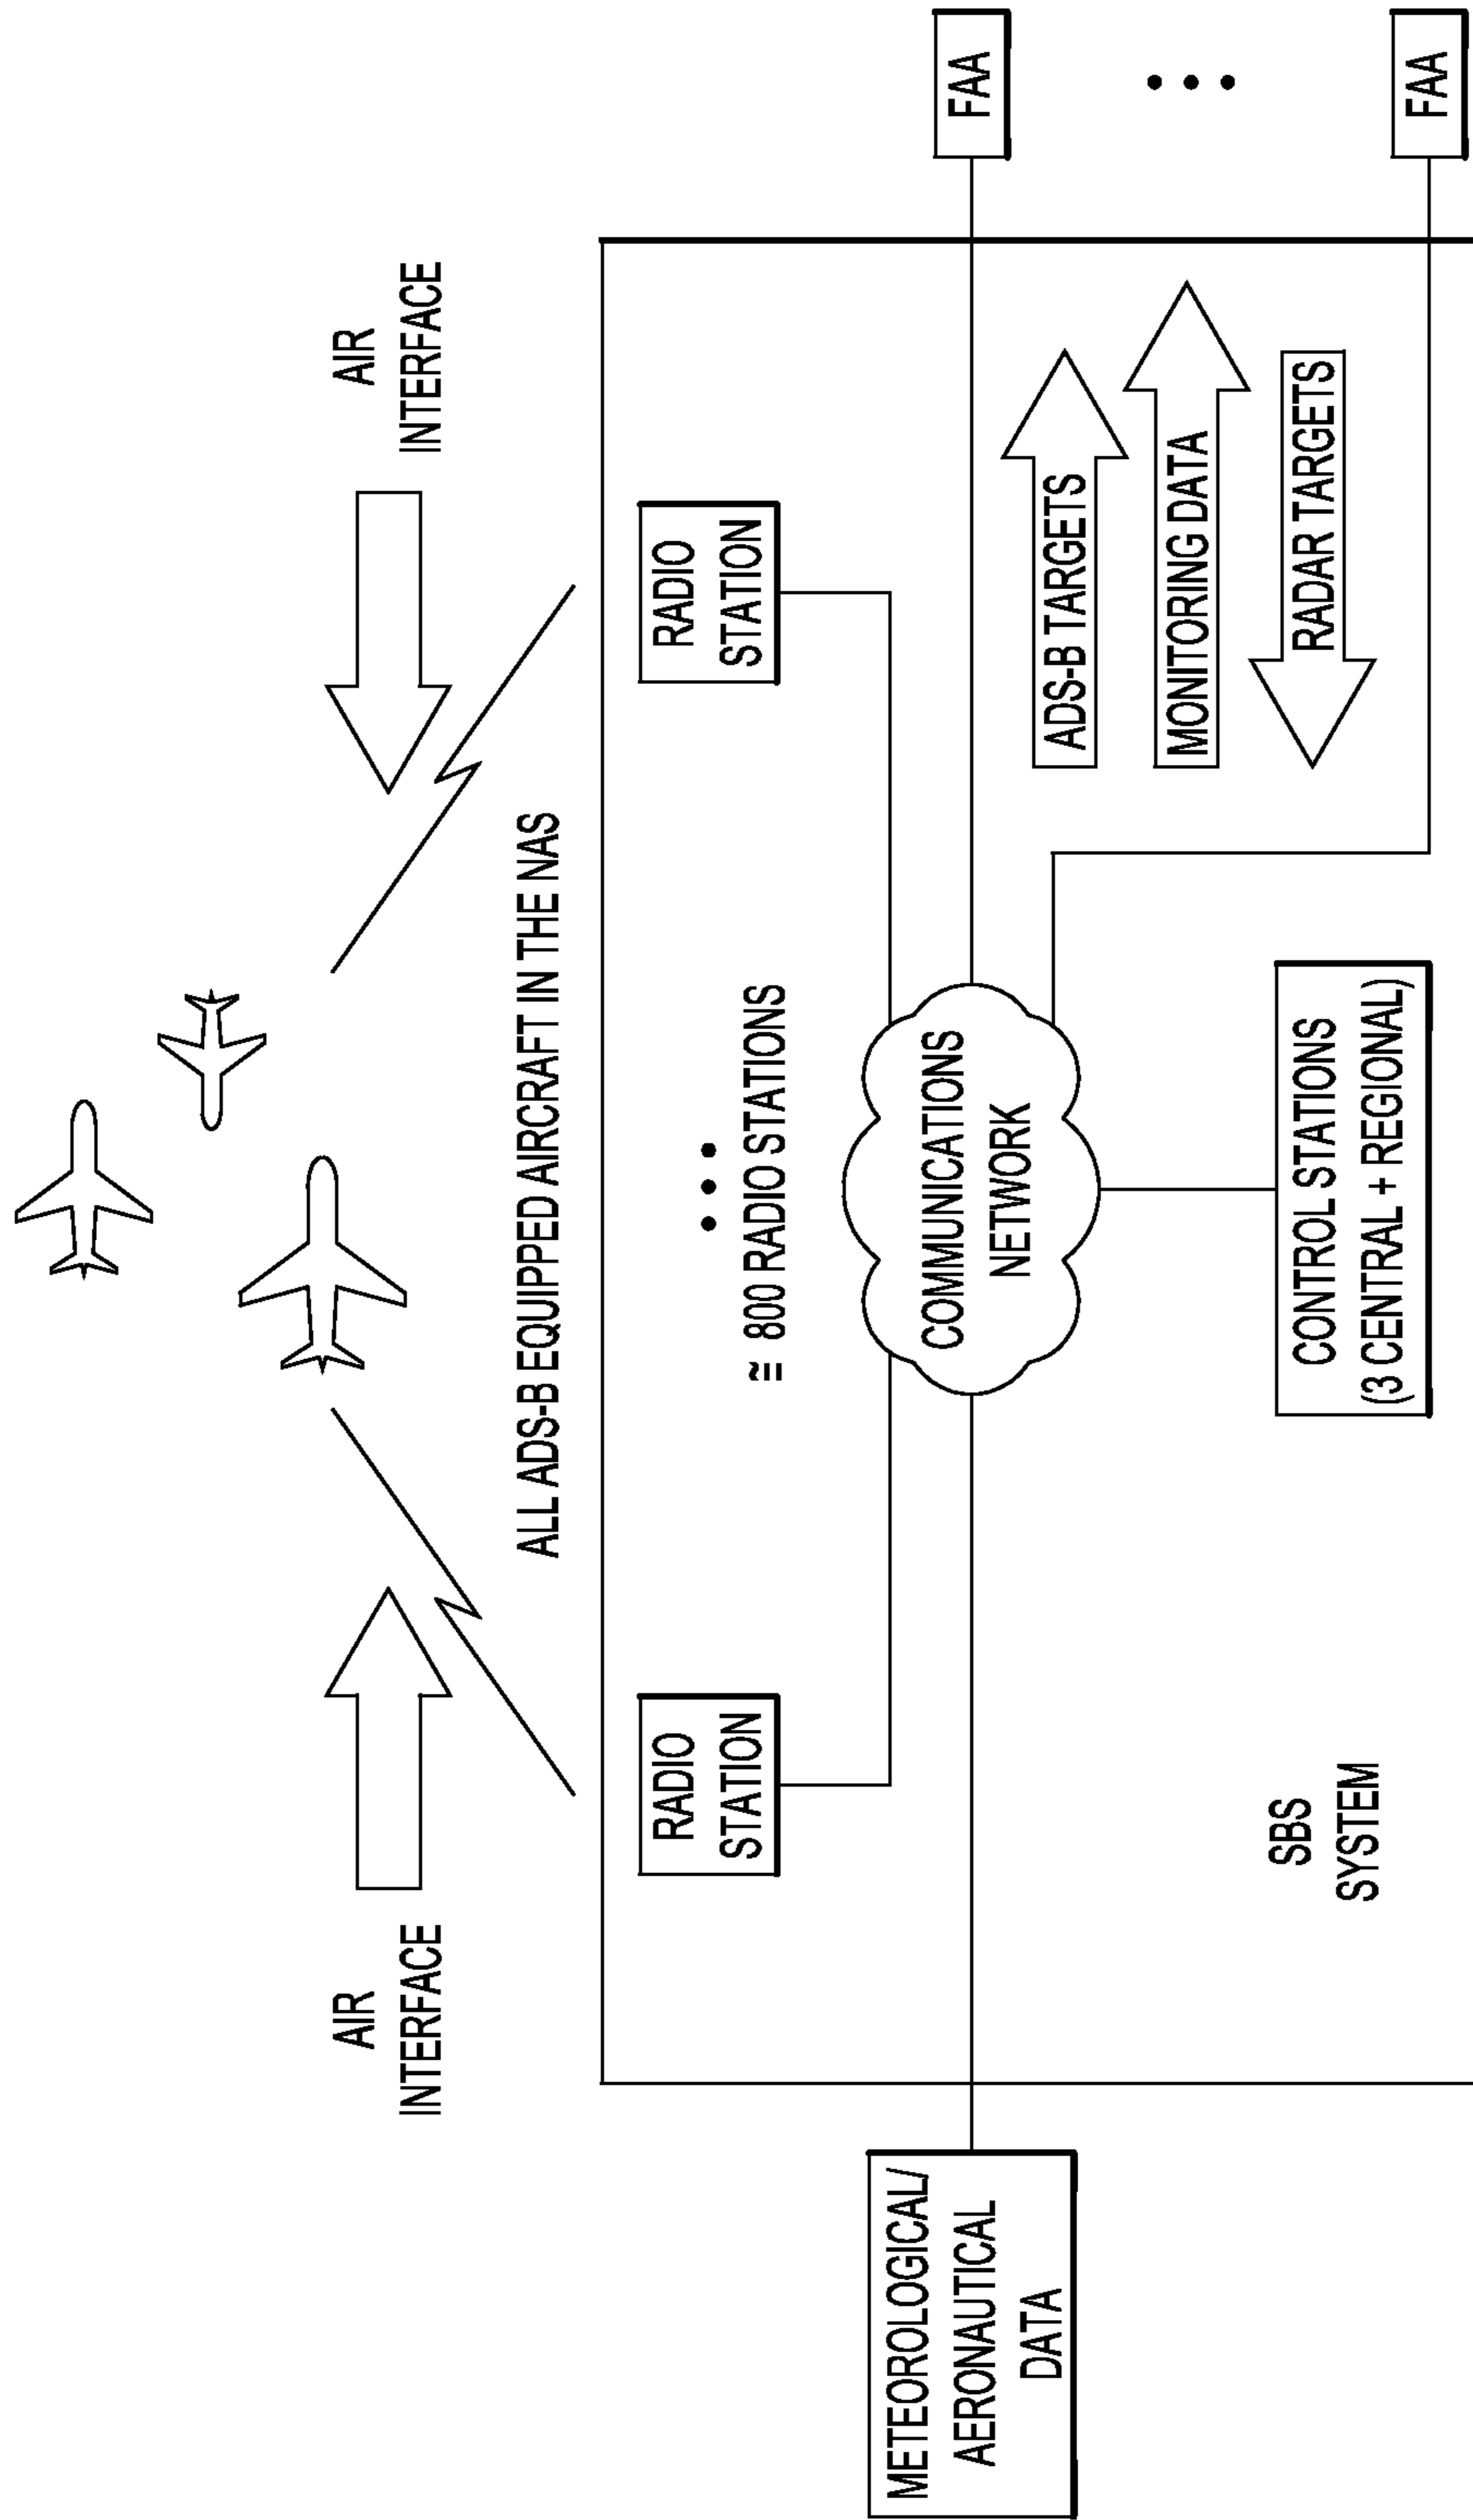 AIR
INTERFACE
AIR
INTERFACE
ALL ADS-B EQUIPPED AIRCRAFT IN THE NAS
RADIO
STATION
≅ 800 RADIO STATIONS
RADIO
STATION
METEOROLOGICAL/
AERONAUTICAL
DATA
COMMUNICATIONS
NETWORK
FAA
ADS-B TARGETS
MONITORING DATA
RADAR TARGETS
SBS
SYSTEM
CONTROL STATIONS
(3 CENTRAL + REGIONAL)
FAA